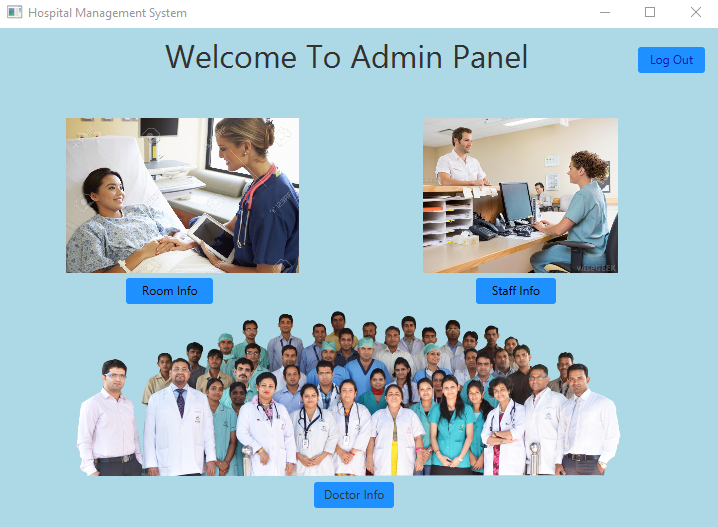 Hospital Management System
Welcome To Admin Panel
Log Out
Room Info
Staff Info
Doctor Info